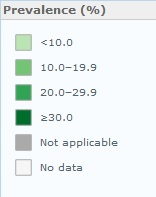 Prevalence (%)
<10.0
10.0–19.9
20.0–29.9
≥30.0
Not applicable
No data